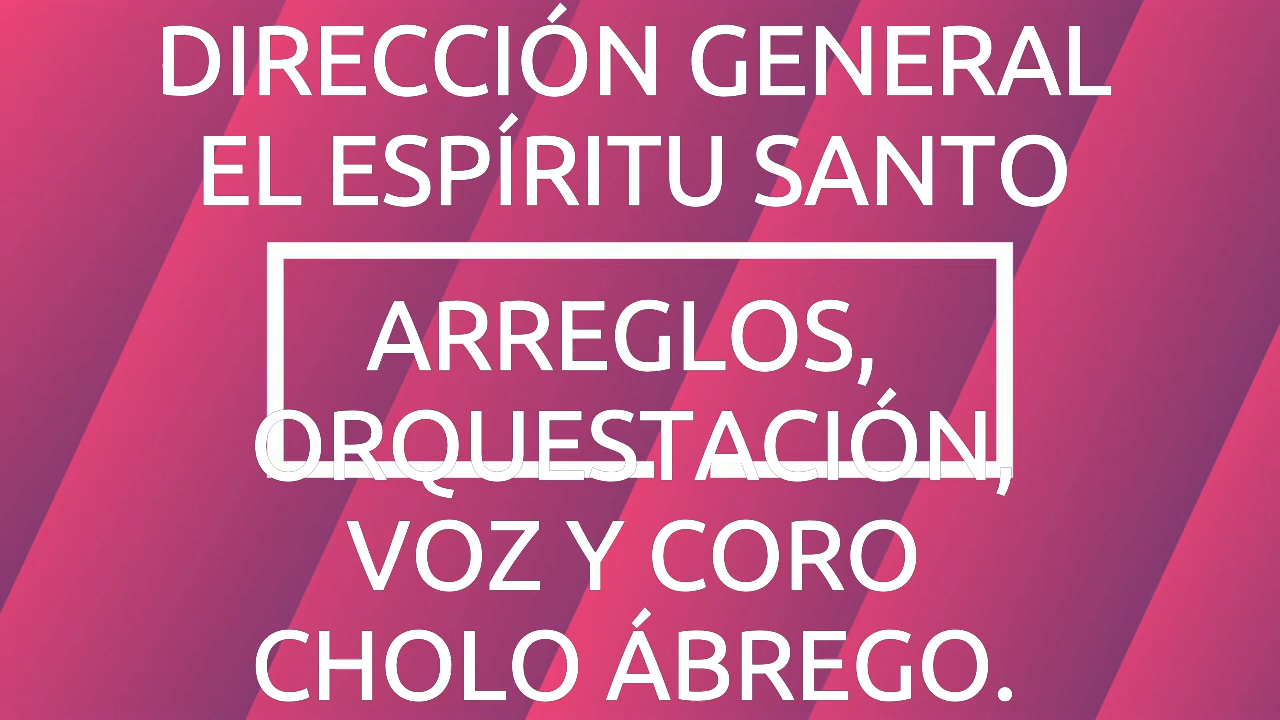 DIRECCIÓN GENERAL
EL ESPÍRITU SANTO
ARREGLOS,
ORQUESTACIÓN,
VOZ Y CORO
CHOLO ÁBREGO.